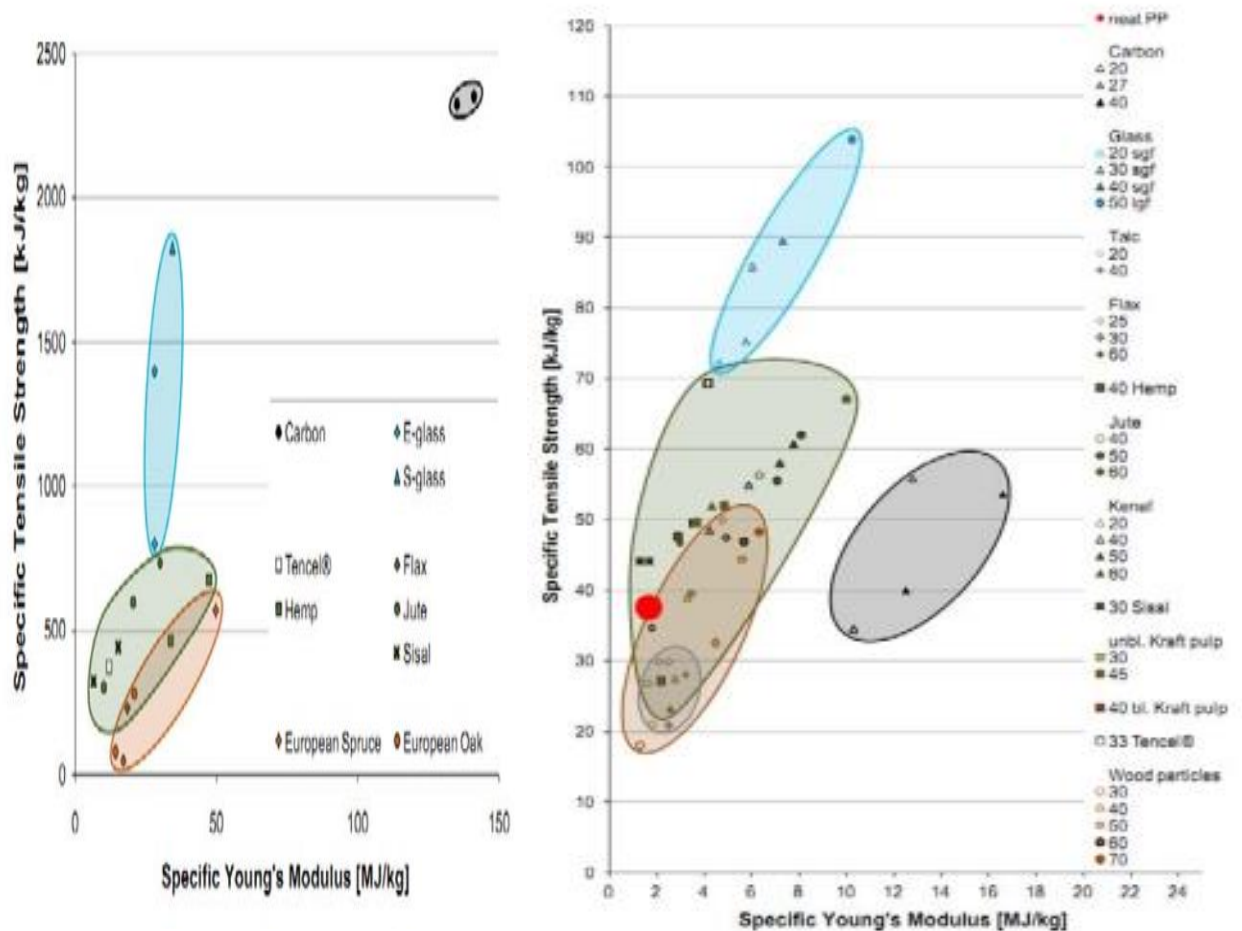 Specific Tensile Strength [kJ/kg]
2500
2000
1500
1000
500
0
Carbon
E-glass
S-glass
Tencel®
Flax
Hemp
Jute
Sisal
European Spruce
European Oak
0 50 100 150
Specific Young's Modulus [MJ/kg]
Specific Tensile Strength [kJ/kg]
120
110
100
90
80
70
60
50
40
30
20
10
0
0 2 4 6 8 10 12 14 16 18 20 22 24
Specific Young's Modulus [MJ/kg]
neat PP
Carbon
20
27
40
Glass
20 sgf
30 sgf
40 sgf
50 lgf
Talc
20
40
Flax
25
30
60
40 Hemp
Jute
40
50
60
Kenaf
20
40
50
60
30 Sisal
unbl. Kraft pulp
30
45
40 bl. Kraft pulp
33 Tencel®
Wood particles
30
40
50
60
70